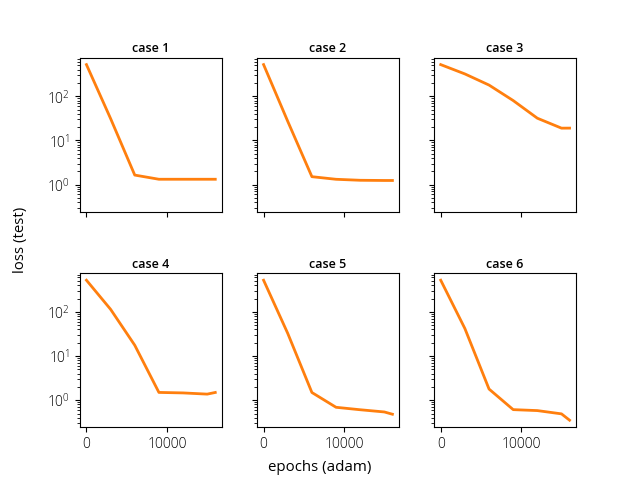 case 1
case 2
case 3
10²
10¹
10⁰
loss (test)
case 4
case 5
case 6
10²
10¹
10⁰
0
10000
0
10000
0
10000
epochs (adam)